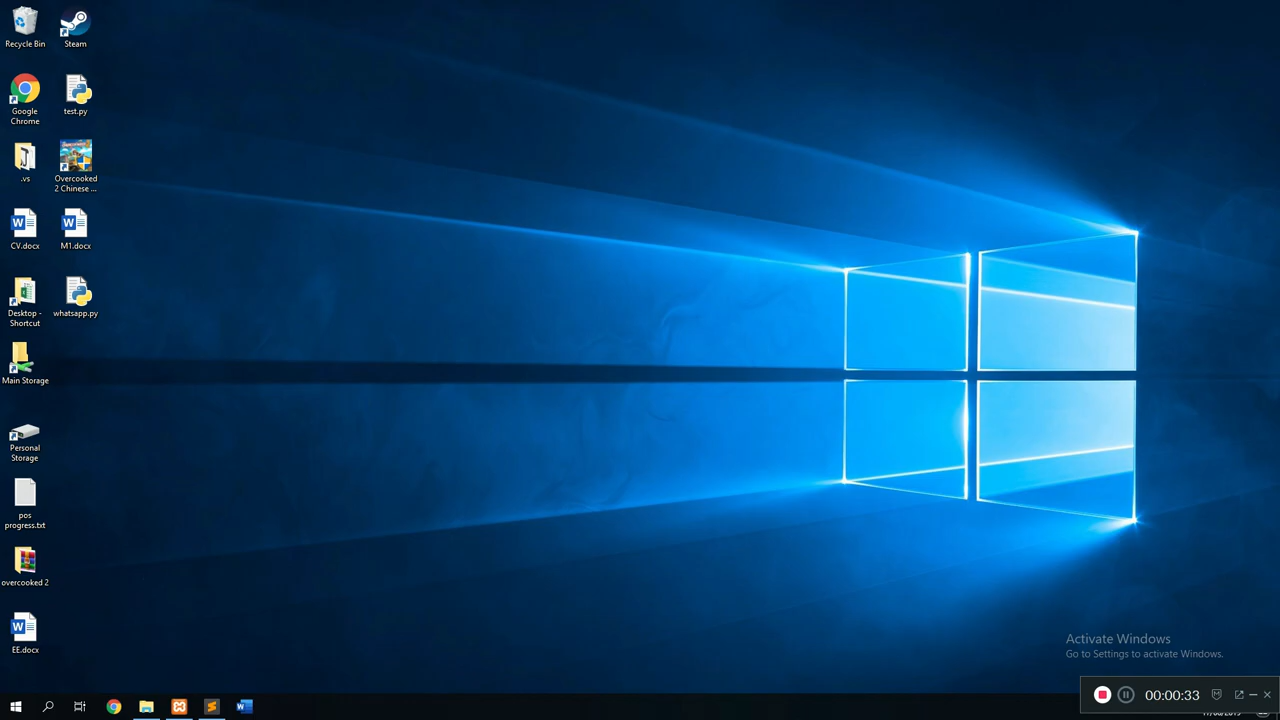 Recycle Bin
Steam
Google
Chrome
test.py
.vs
Overcooked
2 Chinese ...
CV.docx
M1.docx
Desktop -
Shortcut
whatsapp.py
Main Storage
Personal
Storage
pos
progress.txt
overcooked 2
EE.docx
Activate Windows
Go to Settings to activate Windows.
00:00:33